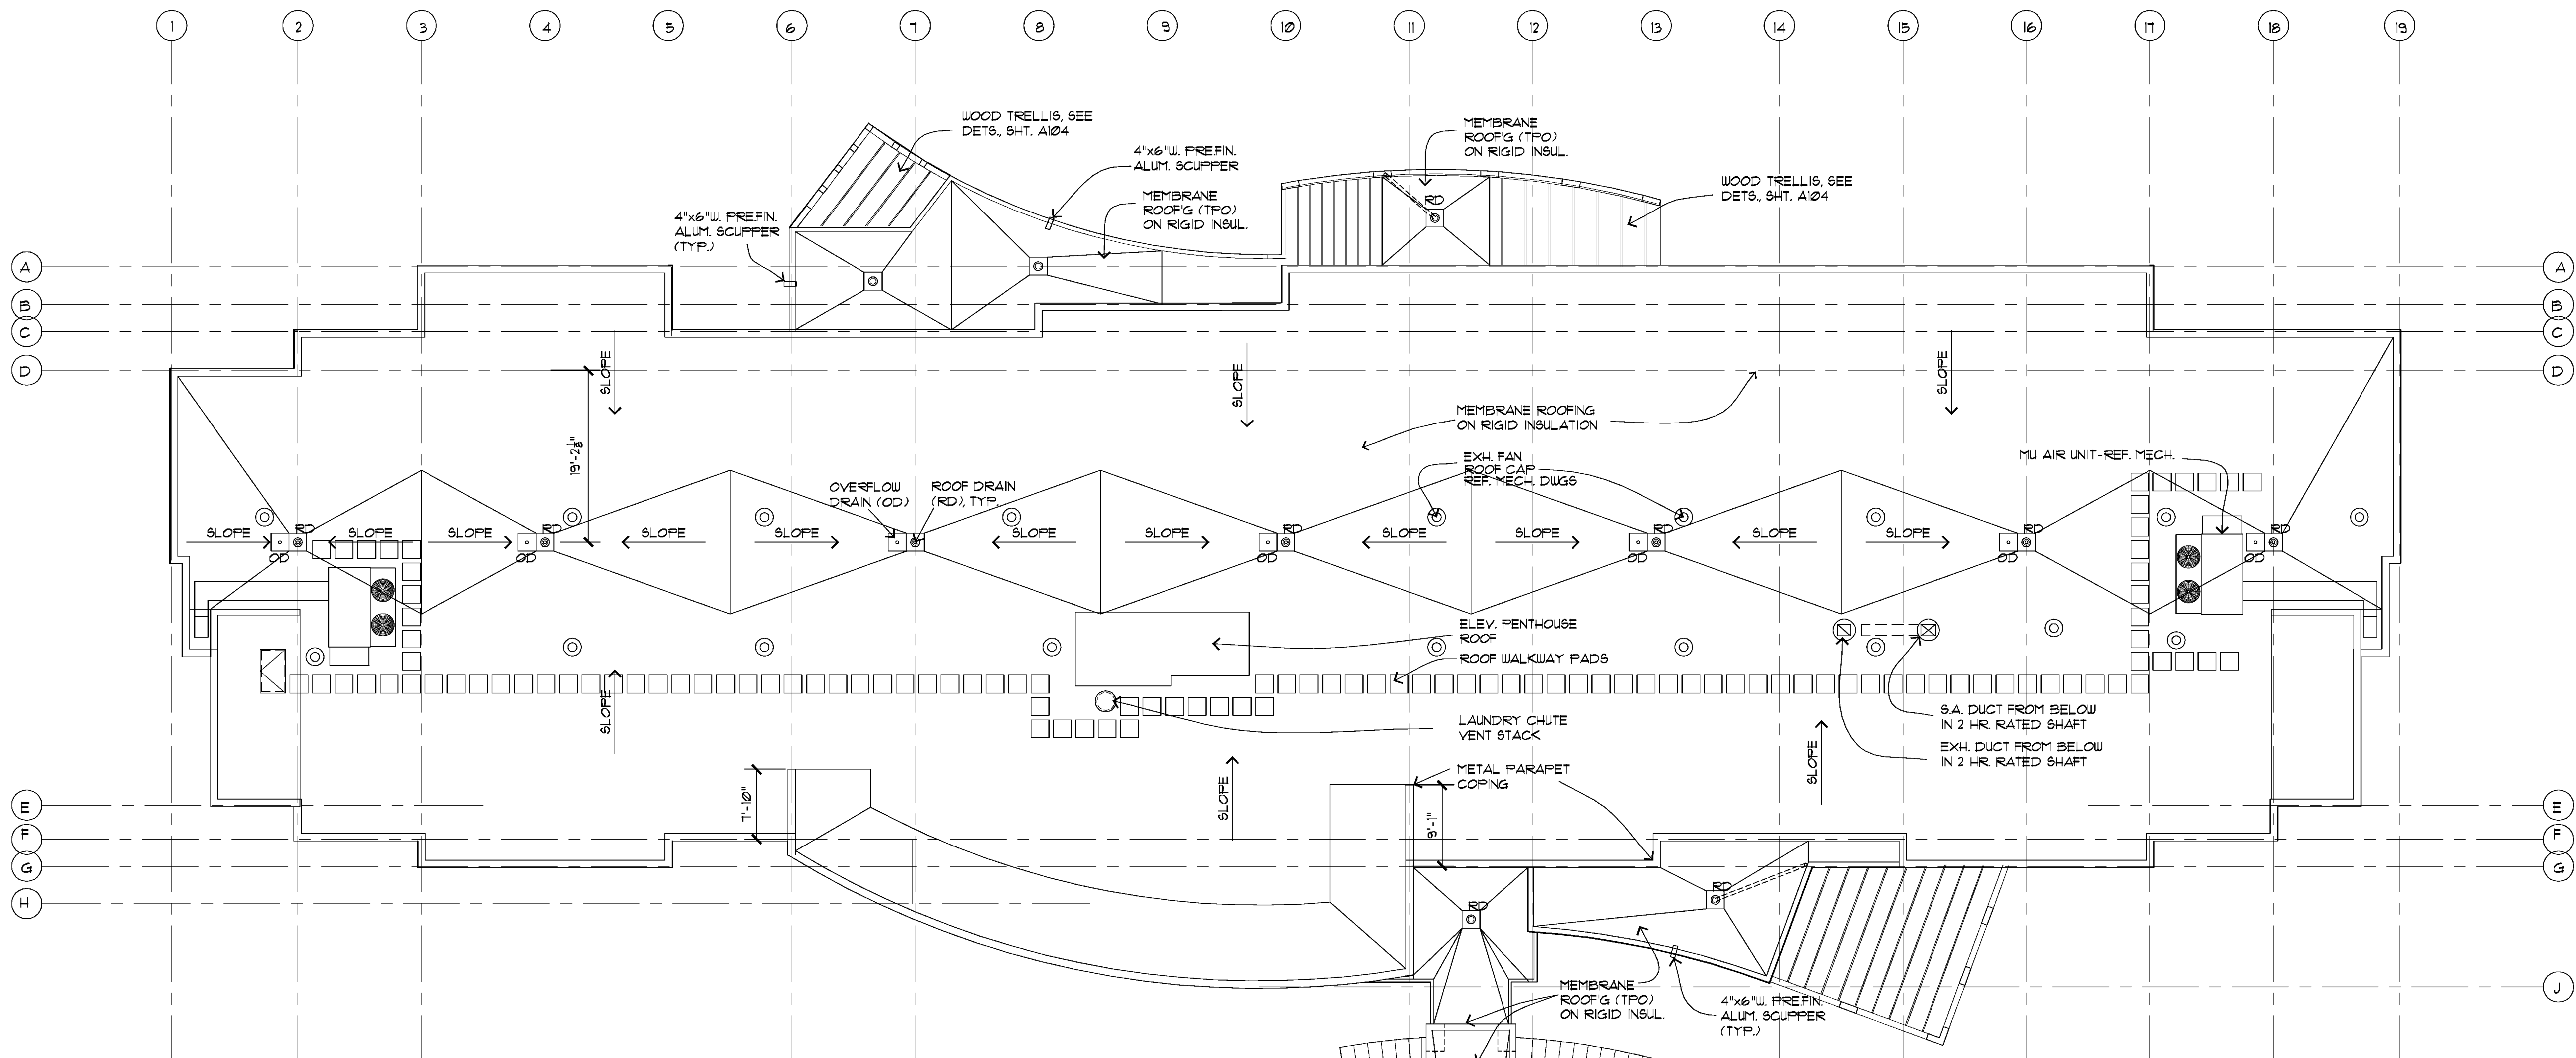 1 2 3 4 5 6 7 8 9 10 11 12 13 14 15 16 17 18 19
WOOD TRELLIS, SEE
DETS., SHT. A104
4"x6"W. PRE.FIN.
ALUM. SCUPPER
MEMBRANE
ROOF'G (TPO)
ON RIGID INSUL.
4"x6"W. PRE.FIN.
ALUM. SCUPPER
(TYP.)
MEMBRANE
ROOF'G (TPO)
ON RIGID INSUL.
RD
WOOD TRELLIS, SEE
DETS., SHT. A104
A A
B B
C C
D D
SLOPE
SLOPE
SLOPE
19'-2 1/8"
MEMBRANE ROOFING
ON RIGID INSULATION
EXH. FAN
ROOF CAP
REF. MECH. DWGS
MU AIR UNIT-REF. MECH.
OVERFLOW
DRAIN (OD)
ROOF DRAIN
(RD), TYP.
RD RD RD RD RD RD
SLOPE SLOPE SLOPE SLOPE SLOPE SLOPE SLOPE SLOPE SLOPE SLOPE SLOPE
OD OD OD OD OD OD
ELEV. PENTHOUSE
ROOF
ROOF WALKWAY PADS
SLOPE
SLOPE
SLOPE
LAUNDRY CHUTE
VENT STACK
S.A. DUCT FROM BELOW
IN 2 HR. RATED SHAFT
EXH. DUCT FROM BELOW
IN 2 HR. RATED SHAFT
METAL PARAPET
COPING
7'-10"
9'-1"
E E
F F
G G
H
J
RD
RD
MEMBRANE
ROOF'G (TPO)
ON RIGID INSUL.
4"x6"W. PRE.FIN.
ALUM. SCUPPER
(TYP.)